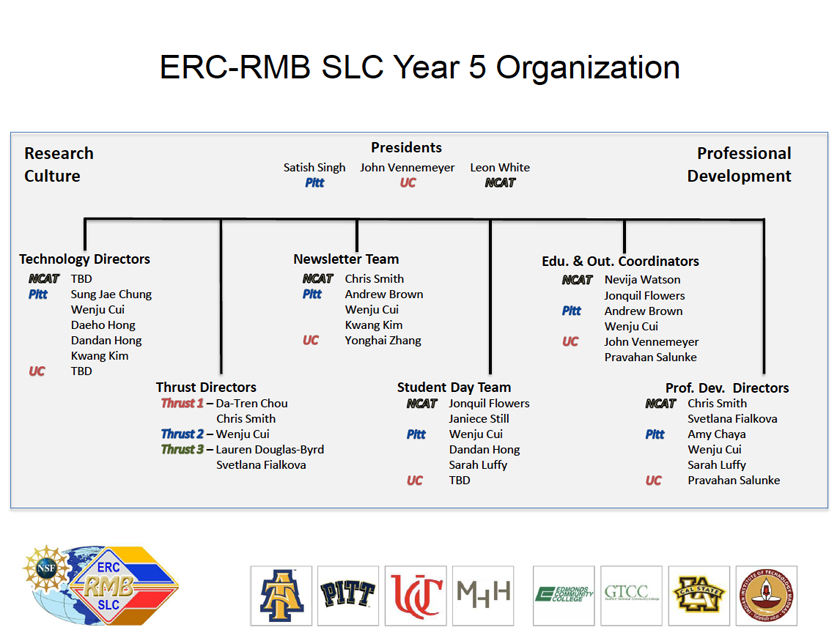 ERC-RMB SLC Year 5 Organization
Research
Culture
Presidents
Satish Singh John Vennemeyer Leon White
Pitt UC NCAT
Professional
Development
Technology Directors
NCAT TBD
Pitt Sung Jae Chung
Wenju Cui
Daeho Hong
Dandan Hong
Kwang Kim
UC TBD
Newsletter Team
NCAT Chris Smith
Pitt Andrew Brown
Wenju Cui
Kwang Kim
UC Yonghai Zhang
Edu. & Out. Coordinators
NCAT Nevija Watson
Jonquil Flowers
Pitt Andrew Brown
Wenju Cui
UC John Vennemeyer
Pravahan Salunke
Thrust Directors
Thrust 1 – Da-Tren Chou
Chris Smith
Thrust 2 – Wenju Cui
Thrust 3 – Lauren Douglas-Byrd
Svetlana Fialkova
Student Day Team
NCAT Jonquil Flowers
Janiece Still
Pitt Wenju Cui
Dandan Hong
Sarah Luffy
UC TBD
Prof. Dev. Directors
NCAT Chris Smith
Svetlana Fialkova
Pitt Amy Chaya
Wenju Cui
Sarah Luffy
UC Pravahan Salunke
NSF
ERC
RMB
SLC
AT
PITT
UC
MHH
EDMONDS
COMMUNITY
COLLEGE
GTCC
CAL STATE
LA